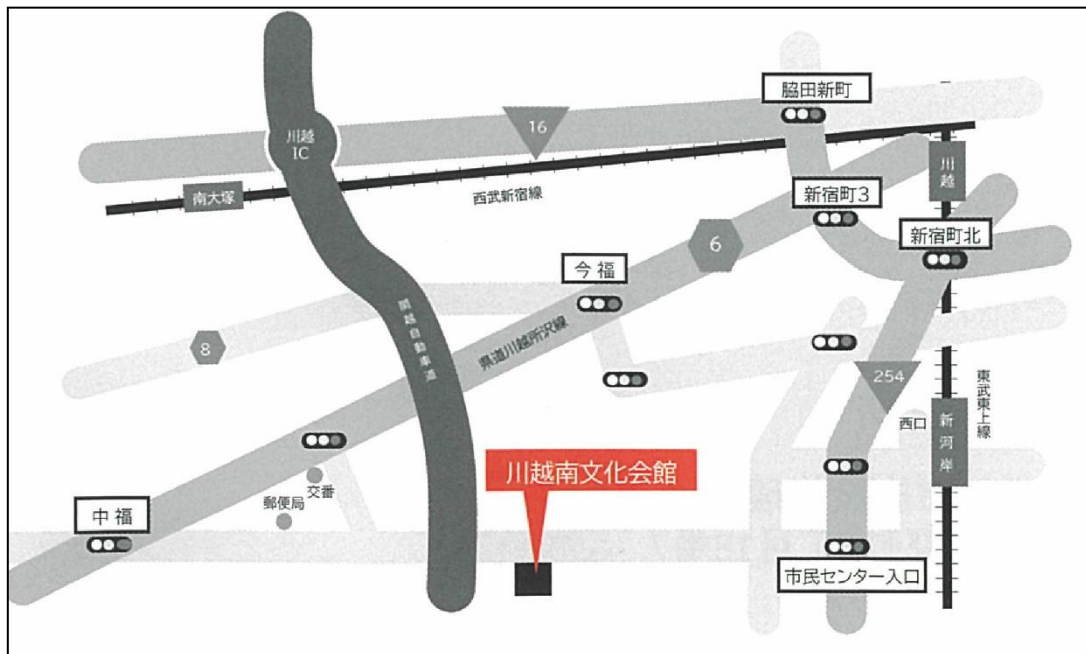 脇田新町
16
川越
IC
川越
南大塚
西武新宿線
新宿町3
新宿町北
6
今福
関越自動車道
8
県道川越所沢線
254
東武東上線
西口
新河岸
川越南文化会館
交番
郵便局
中福
市民センター入口